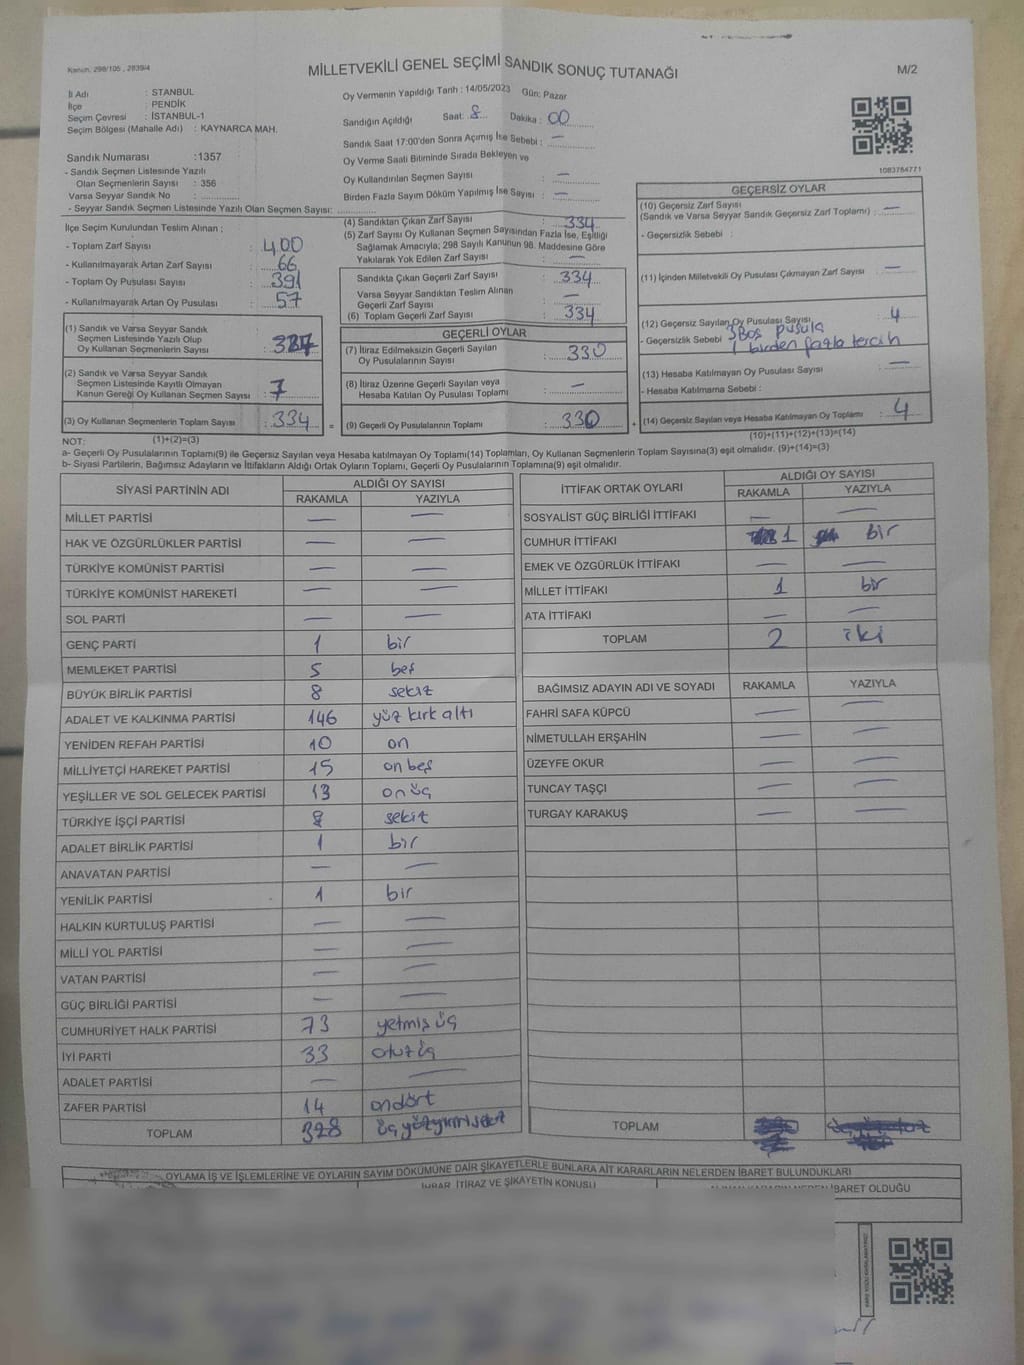 Kanun, 298/105 , 2839/4
MİLLETVEKİLİ GENEL SEÇİMİ SANDIK SONUÇ TUTANAĞI
M/2
İl Adı : STANBUL
İlçe : PENDİK
Seçim Çevresi : İSTANBUL-1
Seçim Bölgesi (Mahalle Adı) : KAYNARCA MAH.
Oy Vermenin Yapıldığı Tarih : 14/05/2023 Gün: Pazar
Sandığın Açıldığı Saat: 8 Dakika : 00
Sandık Saat 17:00'den Sonra Açımış İse Sebebi : —
Oy Verme Saati Bitiminde Sırada Bekleyen ve
Oy Kullandırılan Seçmen Sayısı : —
Birden Fazla Sayım Döküm Yapılmış İse Sayısı : —
1083764771
Sandık Numarası :1357
- Sandık Seçmen Listesinde Yazılı
Olan Seçmenlerin Sayısı : 356
Varsa Seyyar Sandık No :
- Seyyar Sandık Seçmen Listesinde Yazılı Olan Seçmen Sayısı:
İlçe Seçim Kurulundan Teslim Alınan ;
- Toplam Zarf Sayısı : 400
- Kullanılmayarak Artan Zarf Sayısı : 66
- Toplam Oy Pusulası : 391
- Kullanılmayarak Artan Oy Pusulası : 57
(1) Sandık ve Varsa Seyyar Sandık
Seçmen Listesinde Yazılı Olup
Oy Kullanan Seçmenlerin Sayısı : 327
(2) Sandık ve Varsa Seyyar Sandık
Seçmen Listesinde Kayıtlı Olmayan
Kanun Gereği Oy Kullanan Seçmen Sayısı : 7
(3) Oy Kullanan Seçmenlerin Toplam Sayısı : 334 =
(1)+(2)=(3)
(4) Sandıktan Çıkan Zarf Sayısı : 334
(5) Zarf Sayısı Oy Kullanan Seçmen Sayısından Fazla İse, Eşitliği
Sağlamak Amacıyla; 298 Sayılı Kanunun 98. Maddesine Göre
Yakılarak Yok Edilen Zarf Sayısı : —
Sandıkta Çıkan Geçerli Zarf Sayısı : 334
Varsa Seyyar Sandıktan Teslim Alınan
Geçerli Zarf Sayısı : —
(6) Toplam Geçerli Zarf Sayısı : 334
GEÇERLİ OYLAR
(7) İtiraz Edilmeksizin Geçerli Sayılan
Oy Pusulalarının Sayısı : 330
(8) İtiraz Üzerine Geçerli Sayılan veya
Hesaba Katılan Oy Pusulası Toplamı : —
(9) Geçerli Oy Pusulalarının Toplamı : 330 +
GEÇERSİZ OYLAR
(10) Geçersiz Zarf Sayısı
(Sandık ve Varsa Seyyar Sandık Geçersiz Zarf Toplamı) : —
- Geçersizlik Sebebi :
(11) İçinden Milletvekili Oy Pusulası Çıkmayan Zarf Sayısı : —
(12) Geçersiz Sayılan Oy Pusulası Sayısı : 4
- Geçersizlik Sebebi 3 Boş pusula
1 birden fazla tercih
(13) Hesaba Katılmayan Oy Pusulası Sayısı : —
- Hesaba Katılmama Sebebi :
(14) Geçersiz Sayılan veya Hesaba Katılmayan Oy Toplamı : 4
(10)+(11)+(12)+(13)=(14)
NOT:
a- Geçerli Oy Pusulalarının Toplamı(9) ile Geçersiz Sayılan veya Hesaba katılmayan Oy Toplamı(14) Toplamları, Oy Kullanan Seçmenlerin Toplam Sayısına(3) eşit olmalıdır. (9)+(14)=(3)
b- Siyasi Partilerin, Bağımsız Adayların ve İttifakların Aldığı Ortak Oyların Toplamı, Geçerli Oy Pusulalarının Toplamına(9) eşit olmalıdır.
SİYASİ PARTİNİN ADI ALDIĞI OY SAYISI
RAKAMLA YAZIYLA
MİLLET PARTİSİ — —
HAK VE ÖZGÜRLÜKLER PARTİSİ — —
TÜRKİYE KOMÜNİST PARTİSİ — —
TÜRKİYE KOMÜNİST HAREKETİ — —
SOL PARTİ — —
GENÇ PARTİ 1 bir
MEMLEKET PARTİSİ 5 beş
BÜYÜK BİRLİK PARTİSİ 8 sekiz
ADALET VE KALKINMA PARTİSİ 146 yüz kırk altı
YENİDEN REFAH PARTİSİ 10 on
MİLLİYETÇİ HAREKET PARTİSİ 15 on beş
YEŞİLLER VE SOL GELECEK PARTİSİ 13 on üç
TÜRKİYE İŞÇİ PARTİSİ 8 sekiz
ADALET BİRLİK PARTİSİ 1 bir
ANAVATAN PARTİSİ — —
YENİLİK PARTİSİ 1 bir
HALKIN KURTULUŞ PARTİSİ — —
MİLLİ YOL PARTİSİ — —
VATAN PARTİSİ — —
GÜÇ BİRLİĞİ PARTİSİ — —
CUMHURİYET HALK PARTİSİ 73 yetmiş üç
İYİ PARTİ 33 otuz üç
ADALET PARTİSİ — —
ZAFER PARTİSİ 14 on dört
TOPLAM 328 üç yüz yirmi sekiz
İTTİFAK ORTAK OYLARI ALDIĞI OY SAYISI
RAKAMLA YAZIYLA
SOSYALİST GÜÇ BİRLİĞİ İTTİFAKI — —
CUMHUR İTTİFAKI 1 bir
EMEK VE ÖZGÜRLÜK İTTİFAKI — —
MİLLET İTTİFAKI 1 bir
ATA İTTİFAKI — —
TOPLAM 2 iki
BAĞIMSIZ ADAYIN ADI VE SOYADI RAKAMLA YAZIYLA
FAHRİ SAFA KÜPCÜ — —
NİMETULLAH ERŞAHİN — —
ÜZEYFE OKUR — —
TUNCAY TAŞÇI — —
TURGAY KARAKUŞ — —
TOPLAM
OYLAMA İŞ VE İŞLEMLERİNE VE OYLARIN SAYIM DÖKÜMÜNE DAİR ŞİKAYETLERLE BUNLARA AİT KARARLARIN NELERDEN İBARET BULUNDUKLARI
İHBAR, İTİRAZ VE ŞİKAYETİN KONUSU
İBARET OLDUĞU